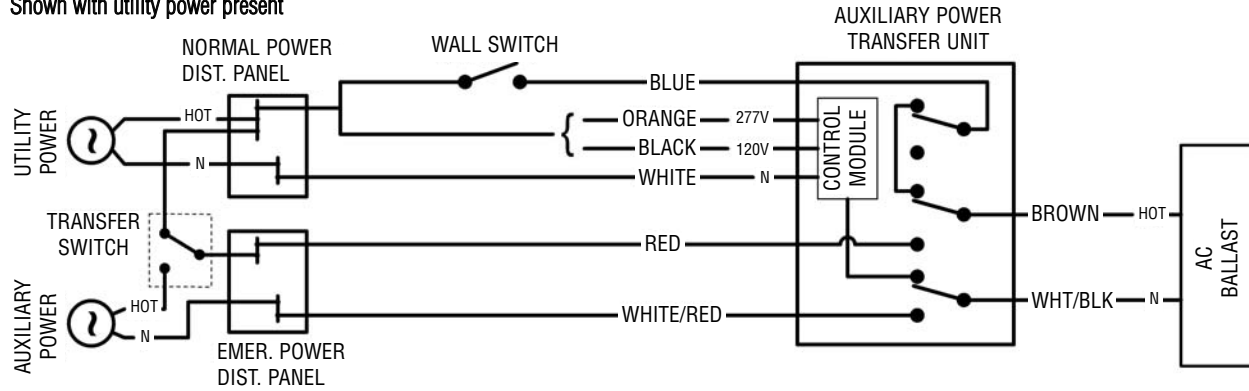 Shown with utility power present
AUXILIARY POWER
TRANSFER UNIT
NORMAL POWER
DIST. PANEL
WALL SWITCH
BLUE
UTILITY
POWER
HOT
N
ORANGE 277V
BLACK 120V
WHITE N
CONTROL
MODULE
TRANSFER
SWITCH
BROWN HOT
RED
AC
BALLAST
AUXILIARY
POWER
HOT
N
WHITE/RED
WHT/BLK N
EMER. POWER
DIST. PANEL